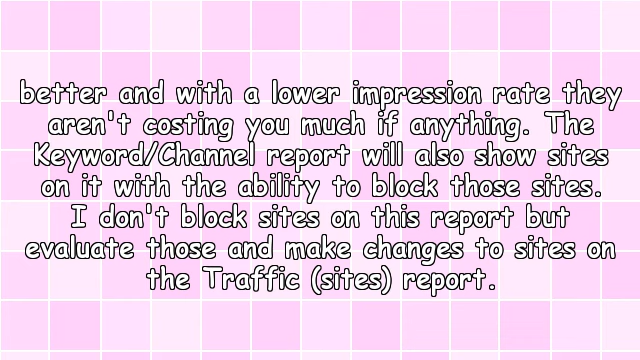 better and with a lower impression rate they
aren't costing you much if anything. The
Keyword/Channel report will also show sites
on it with the ability to block those sites.
I don't block sites on this report but
evaluate those and make changes to sites on
the Traffic (sites) report.